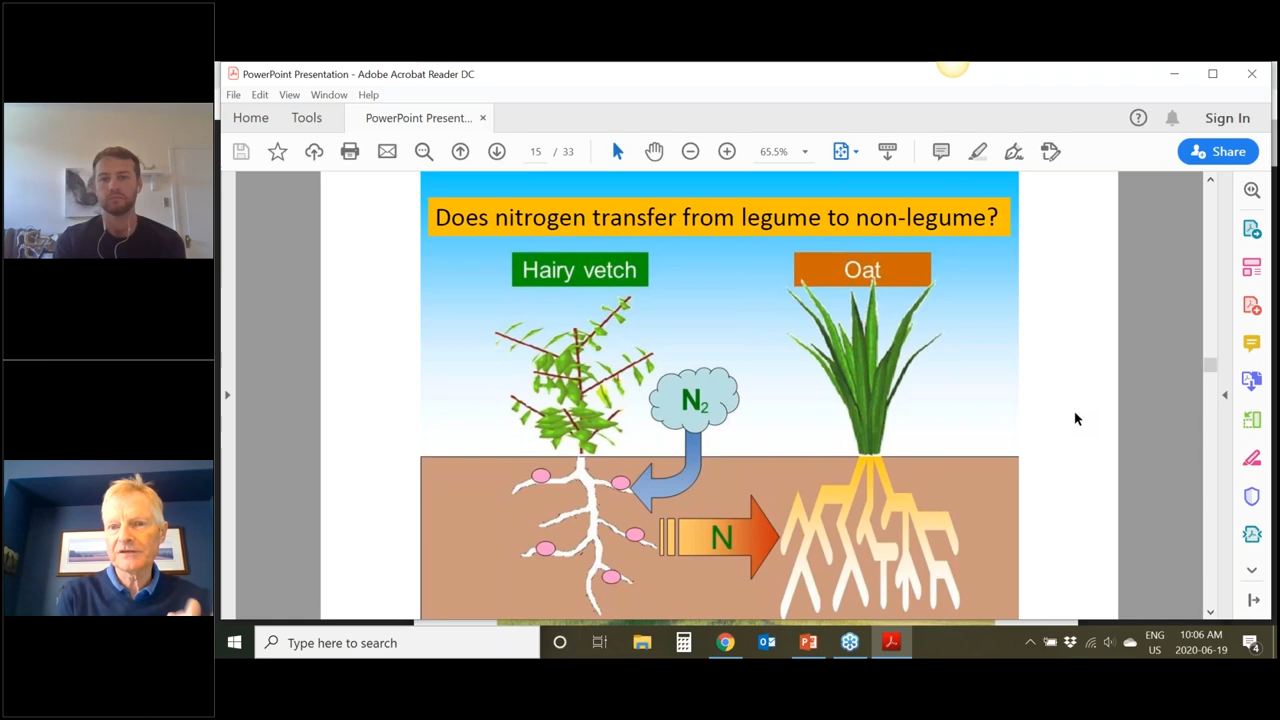 PowerPoint Presentation - Adobe Acrobat Reader DC
File Edit View Window Help
Home Tools PowerPoint Present... ×
Sign In
15 / 33
65.5%
Share
Does nitrogen transfer from legume to non-legume?
Hairy vetch
Oat
N2
N
Type here to search
ENG
US
10:06 AM
2020-06-19
4